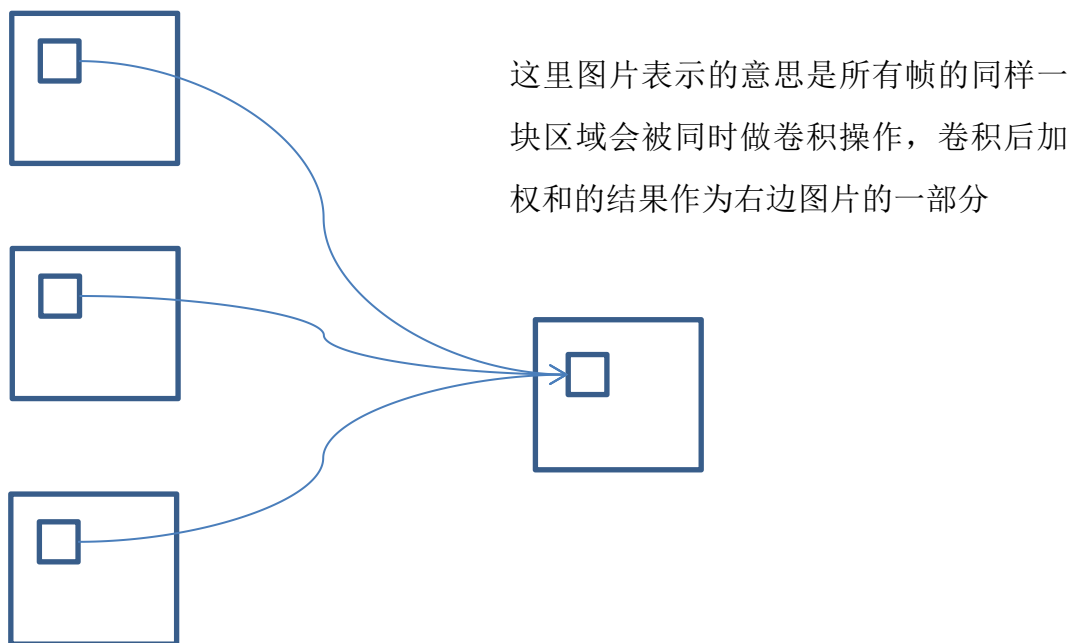 这里图片表示的意思是所有帧的同样一
块区域会被同时做卷积操作，卷积后加
权和的结果作为右边图片的一部分